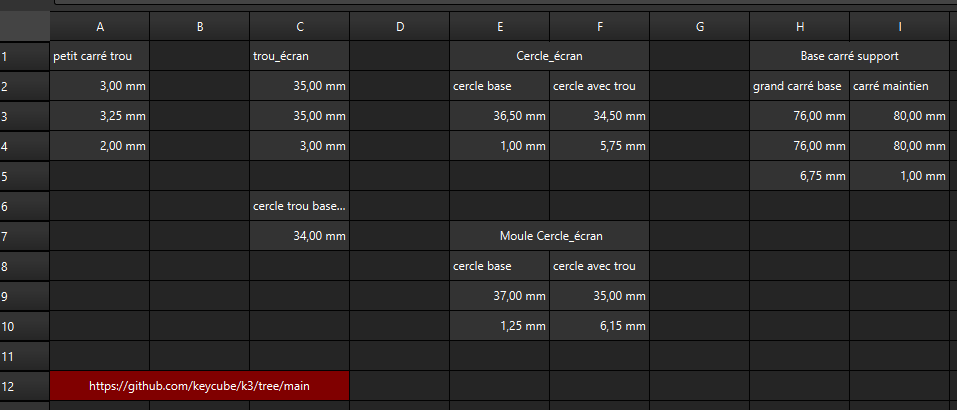 A B C D E F G H I
1 petit carré trou trou_écran Cercle_écran Base carré support
2 3,00 mm 35,00 mm cercle base cercle avec trou grand carré base carré maintien
3 3,25 mm 35,00 mm 36,50 mm 34,50 mm 76,00 mm 80,00 mm
4 2,00 mm 3,00 mm 1,00 mm 5,75 mm 76,00 mm 80,00 mm
5 6,75 mm 1,00 mm
6 cercle trou base...
7 34,00 mm Moule Cercle_écran
8 cercle base cercle avec trou
9 37,00 mm 35,00 mm
10 1,25 mm 6,15 mm
11
12 https://github.com/keycube/k3/tree/main